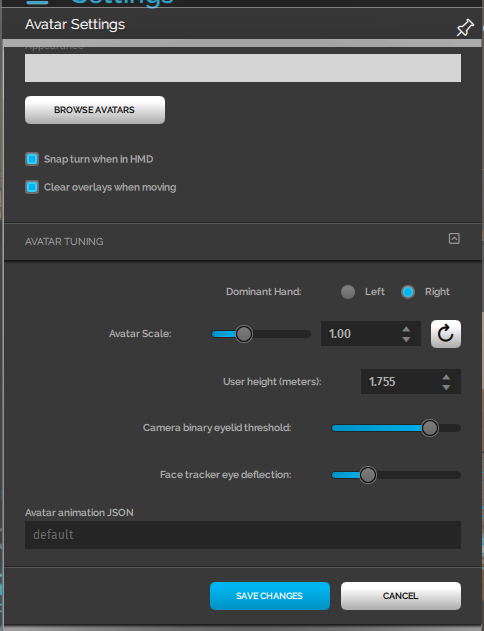 Settings
Avatar Settings
Appearance
BROWSE AVATARS
Snap turn when in HMD
Clear overlays when moving
AVATAR TUNING
Dominant Hand: Left Right
Avatar Scale: 1.00
User height (meters): 1.755
Camera binary eyelid threshold:
Face tracker eye deflection:
Avatar animation JSON
default
SAVE CHANGES CANCEL